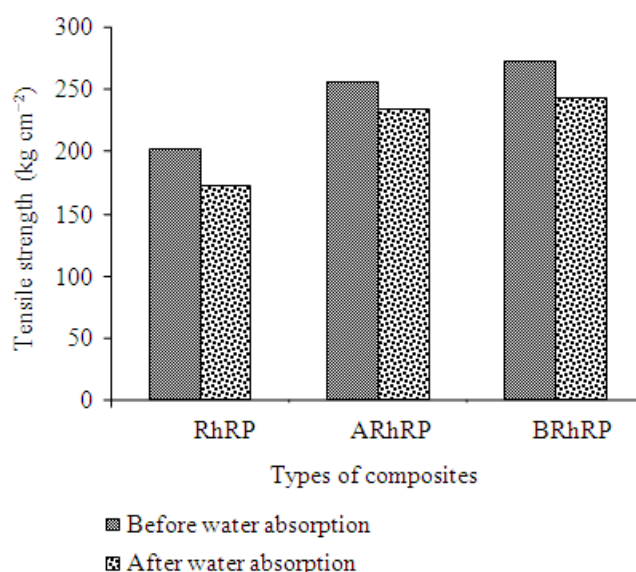 300
250
200
150
100
50
0
Tensile strength (kg cm⁻²)
RhRP ARhRP BRhRP
Types of composites
Before water absorption
After water absorption